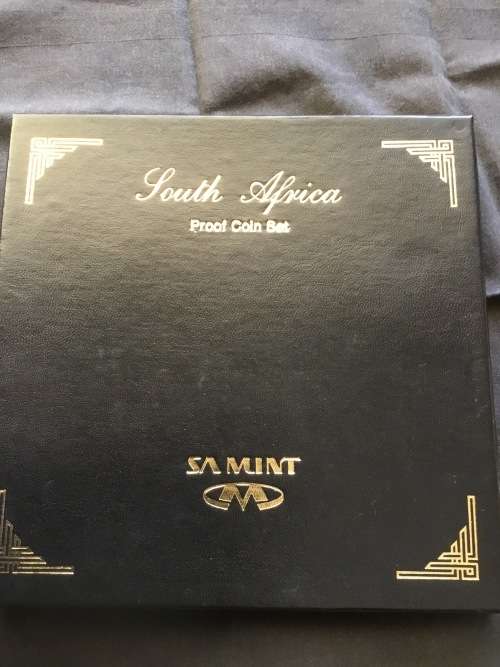 South Africa
Proof Coin Set
SA MINT